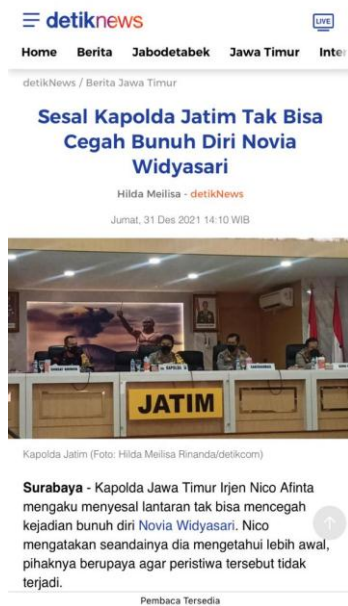 detiknews
LIVE
Home Berita Jabodetabek Jawa Timur Inter
detikNews / Berita Jawa Timur
Sesal Kapolda Jatim Tak Bisa
Cegah Bunuh Diri Novia
Widyasari
Hilda Meilisa - detikNews
Jumat, 31 Des 2021 14:10 WIB
JATIM
Kapolda Jatim (Foto: Hilda Meilisa Rinanda/detikcom)
Surabaya - Kapolda Jawa Timur Irjen Nico Afinta
mengaku menyesal lantaran tak bisa mencegah
kejadian bunuh diri Novia Widyasari. Nico
mengatakan seandainya dia mengetahui lebih awal,
pihaknya berupaya agar peristiwa tersebut tidak
terjadi.
Pembaca Tersedia